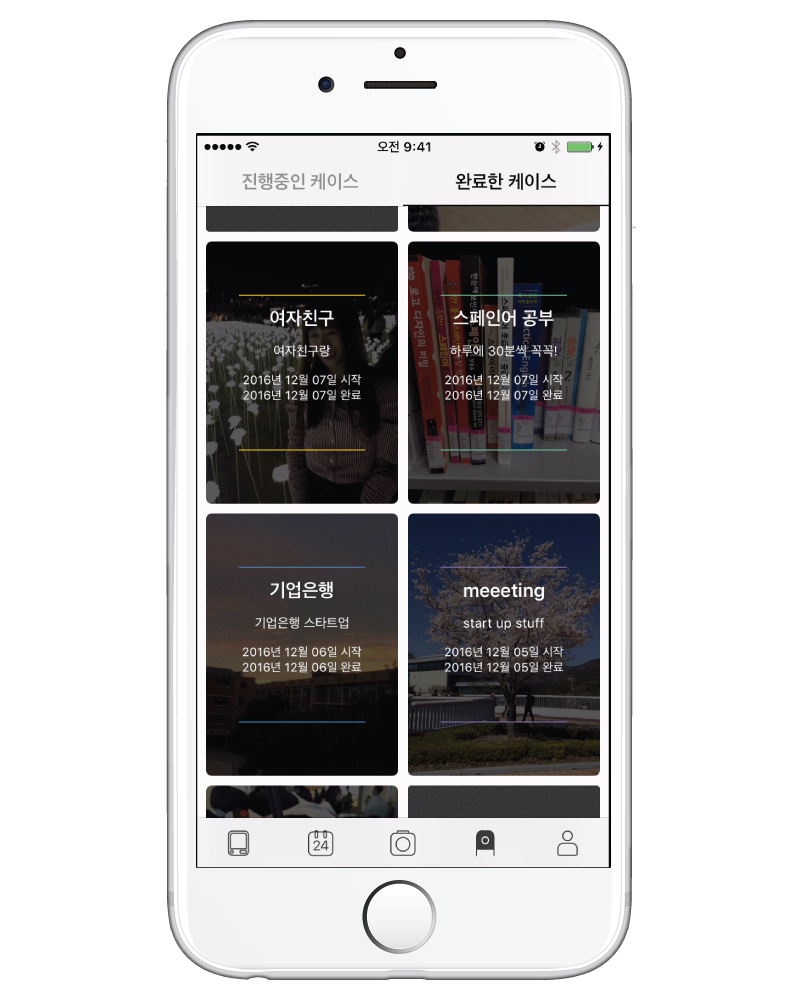 오전 9:41
진행중인 케이스
완료한 케이스
여자친구
여자친구랑
2016년 12월 07일 시작
2016년 12월 07일 완료
스페인어 공부
하루에 30분씩 꼭꼭!
2016년 12월 07일 시작
2016년 12월 07일 완료
기업은행
기업은행 스타트업
2016년 12월 06일 시작
2016년 12월 06일 완료
meeeting
start up stuff
2016년 12월 05일 시작
2016년 12월 05일 완료
24